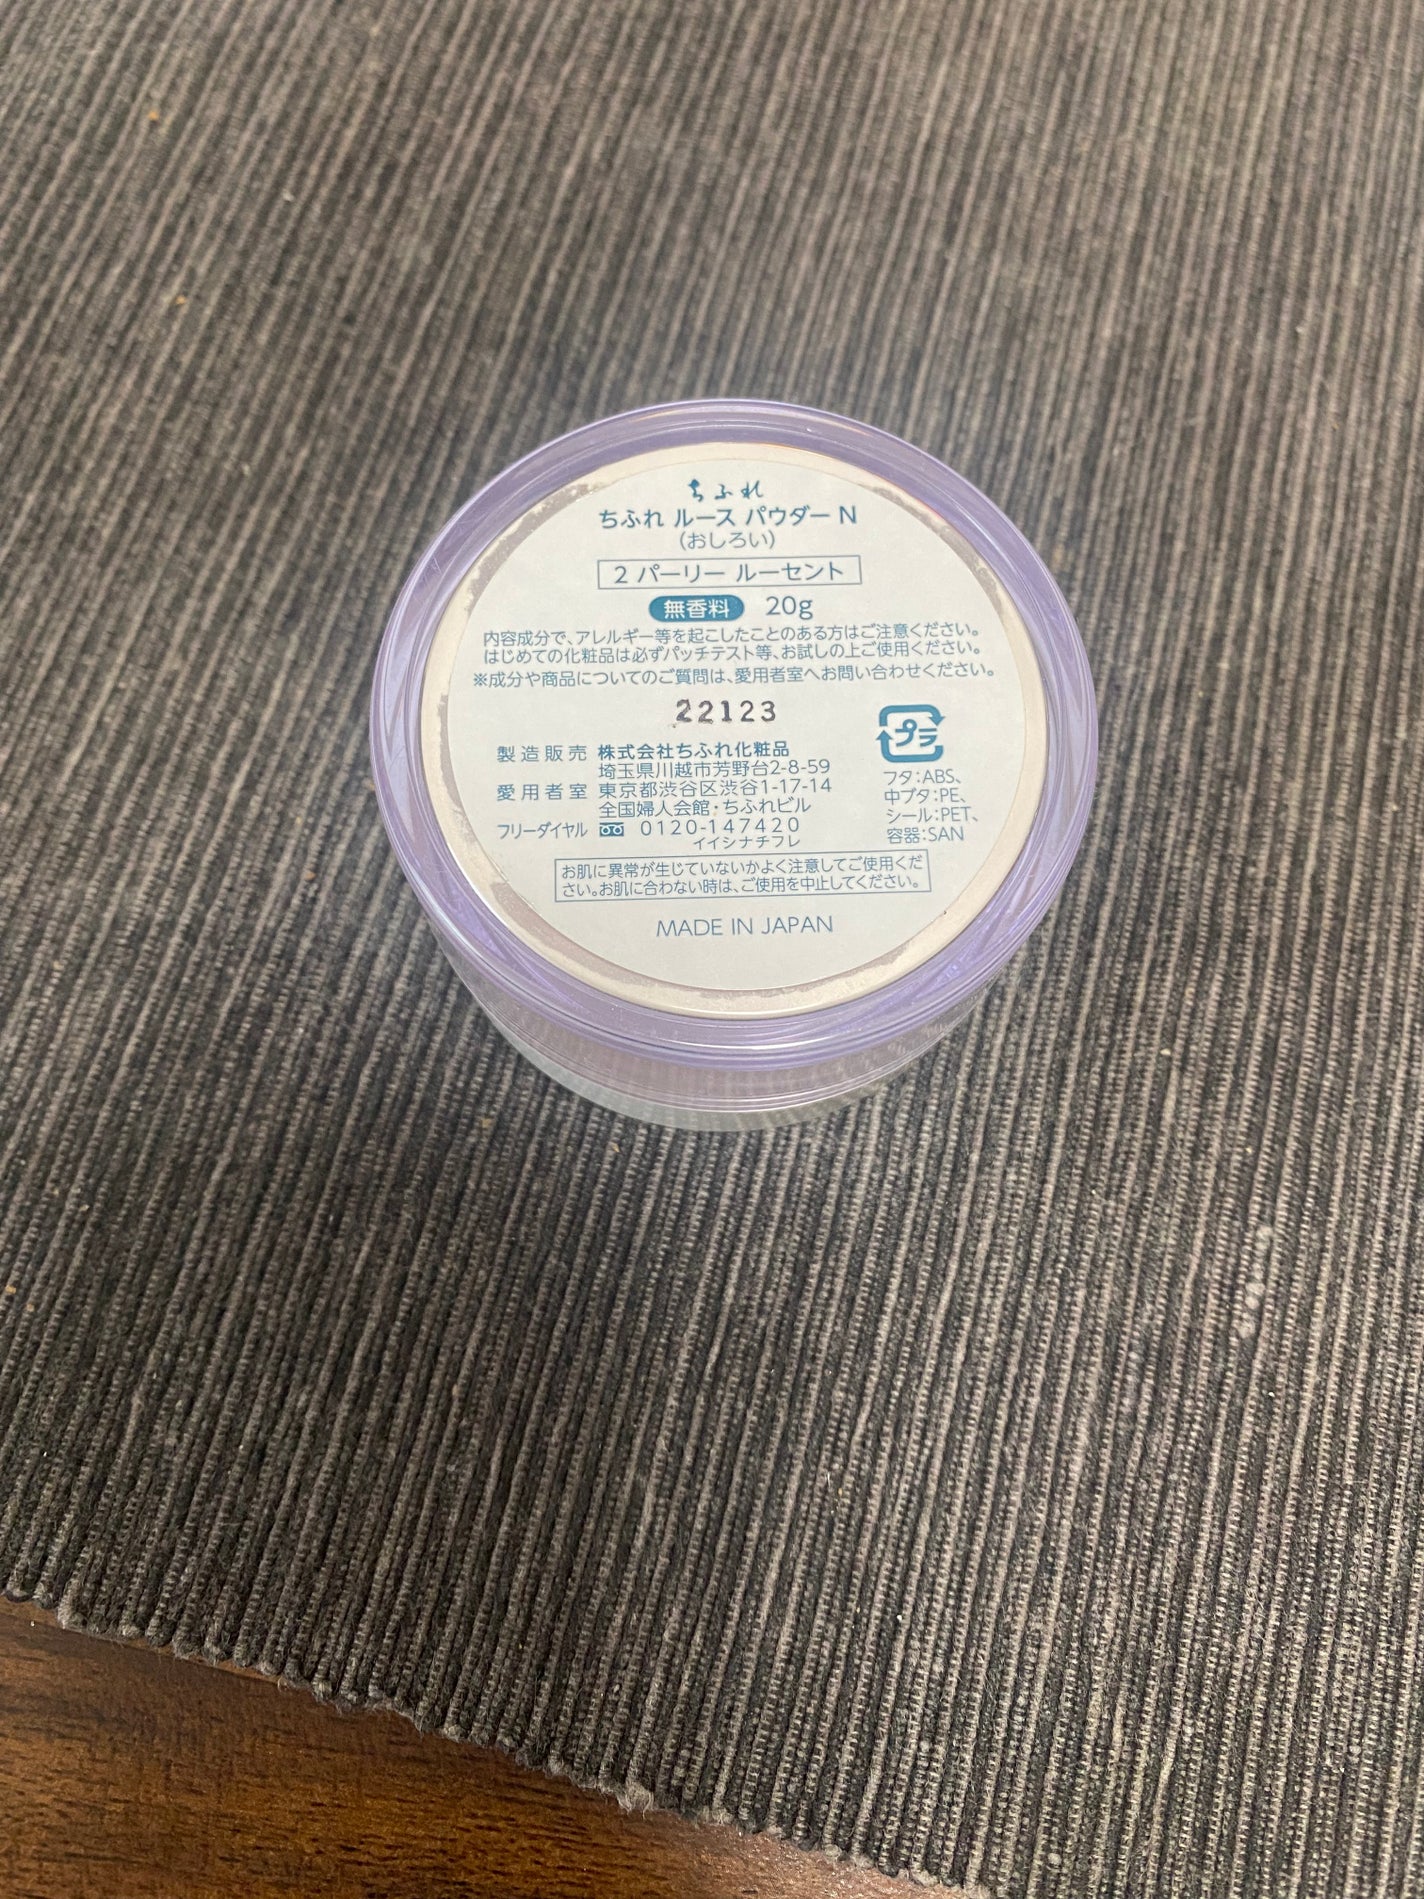 ちふれ
ちふれ ルース パウダー N
(おしろい)
2 パーリー ルーセント
無香料 20g
内容成分で、アレルギー等を起こしたことのある方はご注意ください。
はじめての化粧品は必ずパッチテスト等、お試しの上ご使用ください。
※成分や商品についてのご質問は、愛用者室へお問い合わせください。
22123
製造販売 株式会社ちふれ化粧品
埼玉県川越市芳野台2-8-59
愛用者室 東京都渋谷区渋谷1-17-14
全国婦人会館・ちふれビル
フリーダイヤル 0120-147420
イイシナチフレ
プラ
フタ:ABS、
中ブタ:PE、
シール:PET、
容器:SAN
お肌に異常が生じていないかよく注意してご使用くだ
さい。お肌に合わない時は、ご使用を中止してください。
MADE IN JAPAN